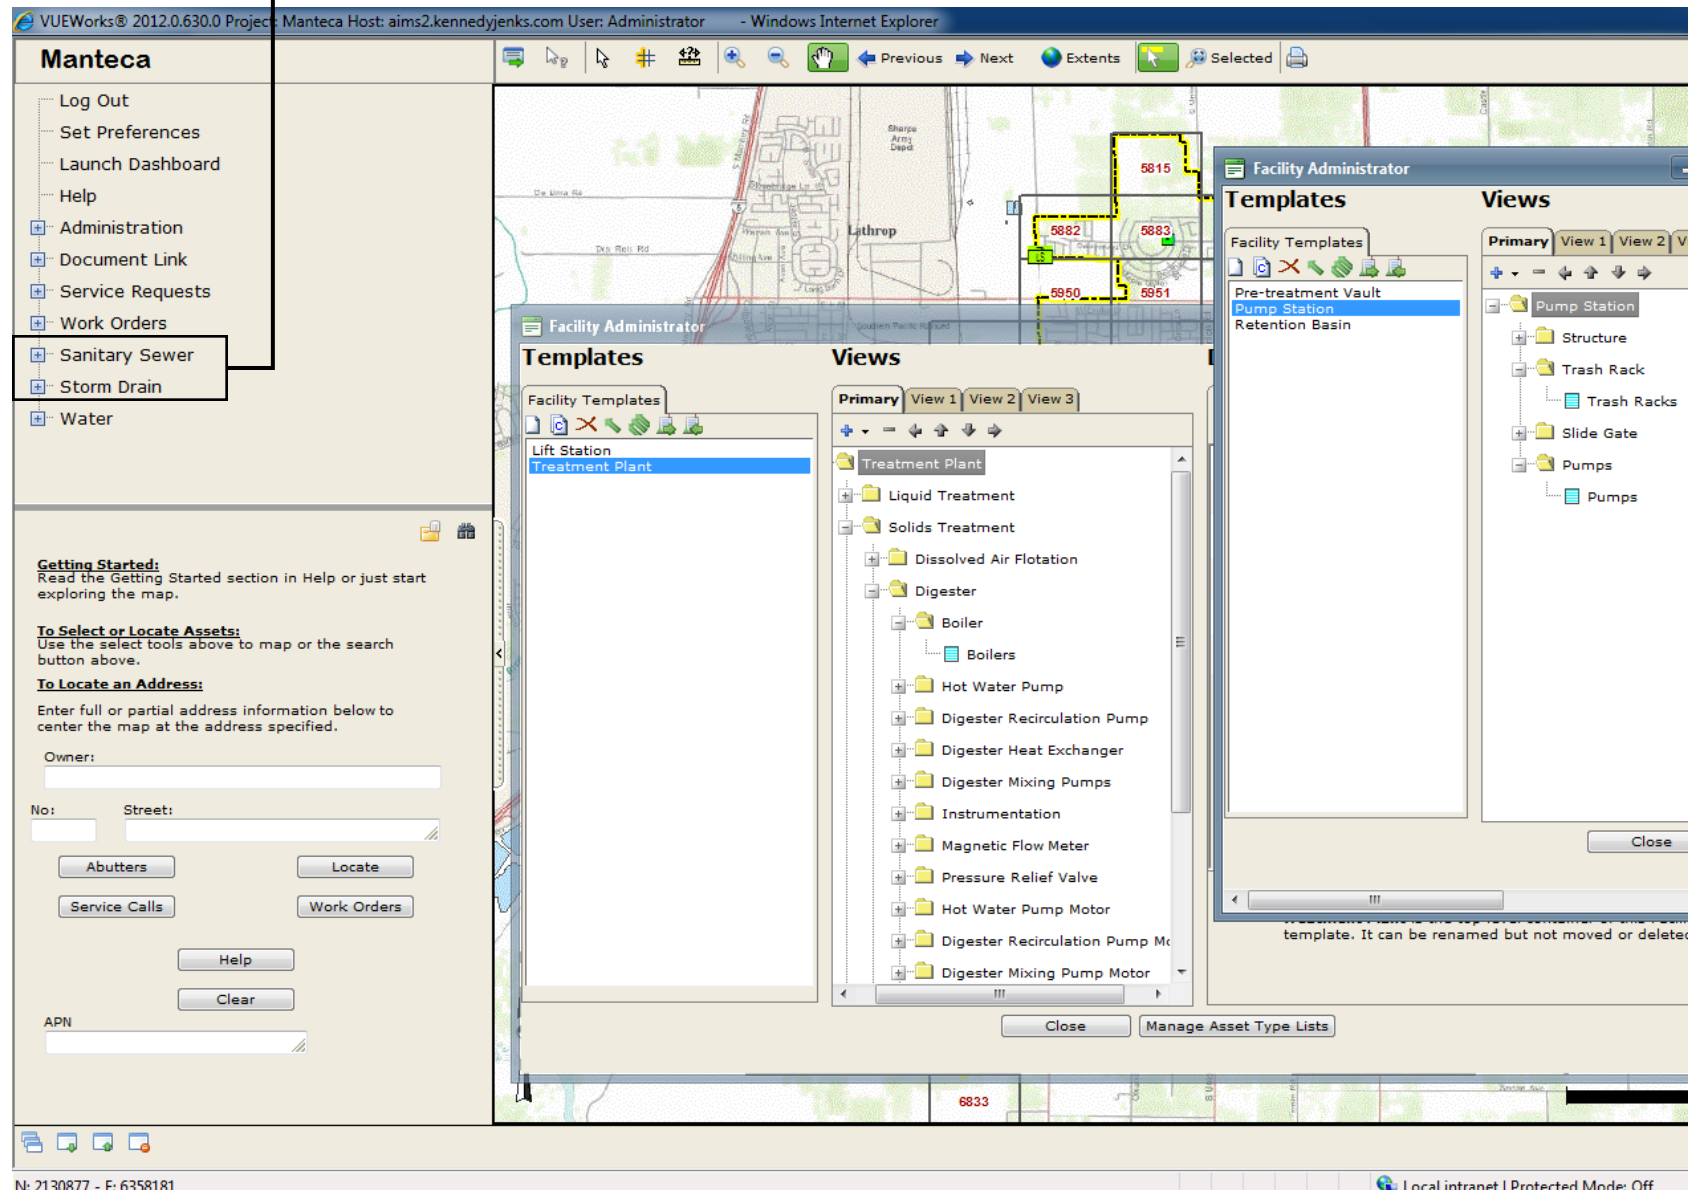 VUEWorks® 2012.0.630.0 Project: Manteca Host: aims2.kennedyjenks.com User: Administrator - Windows Internet Explorer
Manteca
Previous Next Extents Selected
Log Out
Set Preferences
Launch Dashboard
Help
Administration
Document Link
Service Requests
Work Orders
Sanitary Sewer
Storm Drain
Water
Getting Started:
Read the Getting Started section in Help or just start
exploring the map.
To Select or Locate Assets:
Use the select tools above to map or the search
button above.
To Locate an Address:
Enter full or partial address information below to
center the map at the address specified.
Owner:
No: Street:
Abutters Locate
Service Calls Work Orders
Help
Clear
APN
Sharpe
Army
Depot
Lathrop
5815
5882 5883
LS
5950 5951
6833
Facility Administrator
Templates Views
Facility Templates
Primary View 1 View 2 View 3
Lift Station
Treatment Plant
Treatment Plant
Liquid Treatment
Solids Treatment
Dissolved Air Flotation
Digester
Boiler
Boilers
Hot Water Pump
Digester Recirculation Pump
Digester Heat Exchanger
Digester Mixing Pumps
Instrumentation
Magnetic Flow Meter
Pressure Relief Valve
Hot Water Pump Motor
Digester Recirculation Pump Mo
Digester Mixing Pump Motor
Close Manage Asset Type Lists
Facility Administrator
Templates Views
Facility Templates
Primary View 1 View 2
Pre-treatment Vault
Pump Station
Retention Basin
Pump Station
Structure
Trash Rack
Trash Racks
Slide Gate
Pumps
Pumps
Close
template. It can be renamed but not moved or deleted
N: 2130877 - E: 6358181
Local intranet | Protected Mode: Off